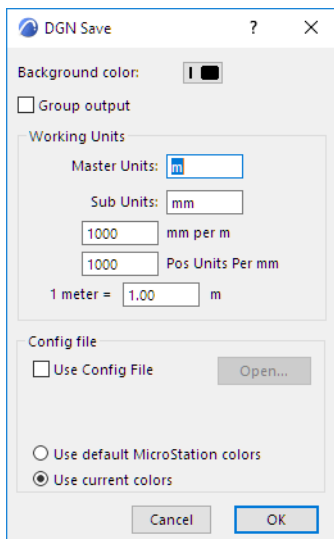 DGN Save ? X
Background color:
Group output
Working Units
Master Units: m
Sub Units: mm
1000 mm per m
1000 Pos Units Per mm
1 meter = 1.00 m
Config file
Use Config File Open...
Use default MicroStation colors
Use current colors
Cancel OK